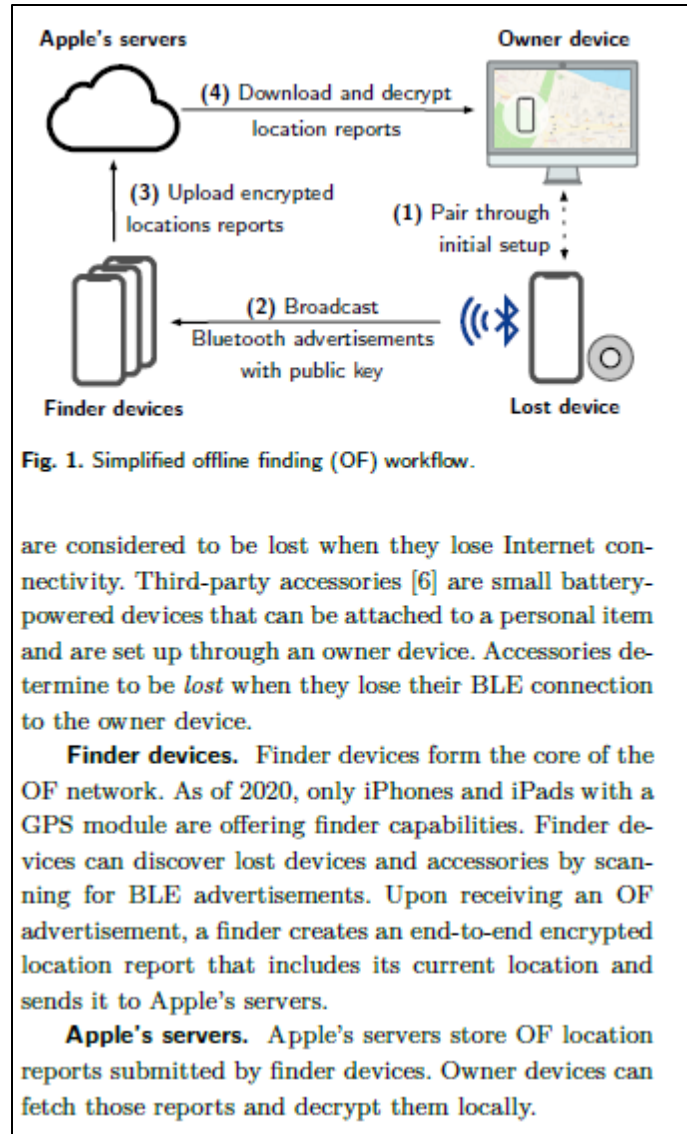 Apple's servers
Owner device
(4) Download and decrypt
location reports
(3) Upload encrypted
locations reports
(1) Pair through
initial setup
(2) Broadcast
Bluetooth advertisements
with public key
Finder devices
Lost device
Fig. 1. Simplified offline finding (OF) workflow.
are considered to be lost when they lose Internet con-
nectivity. Third-party accessories [6] are small battery-
powered devices that can be attached to a personal item
and are set up through an owner device. Accessories de-
termine to be lost when they lose their BLE connection
to the owner device.
Finder devices. Finder devices form the core of the
OF network. As of 2020, only iPhones and iPads with a
GPS module are offering finder capabilities. Finder de-
vices can discover lost devices and accessories by scan-
ning for BLE advertisements. Upon receiving an OF
advertisement, a finder creates an end-to-end encrypted
location report that includes its current location and
sends it to Apple's servers.
Apple's servers. Apple's servers store OF location
reports submitted by finder devices. Owner devices can
fetch those reports and decrypt them locally.